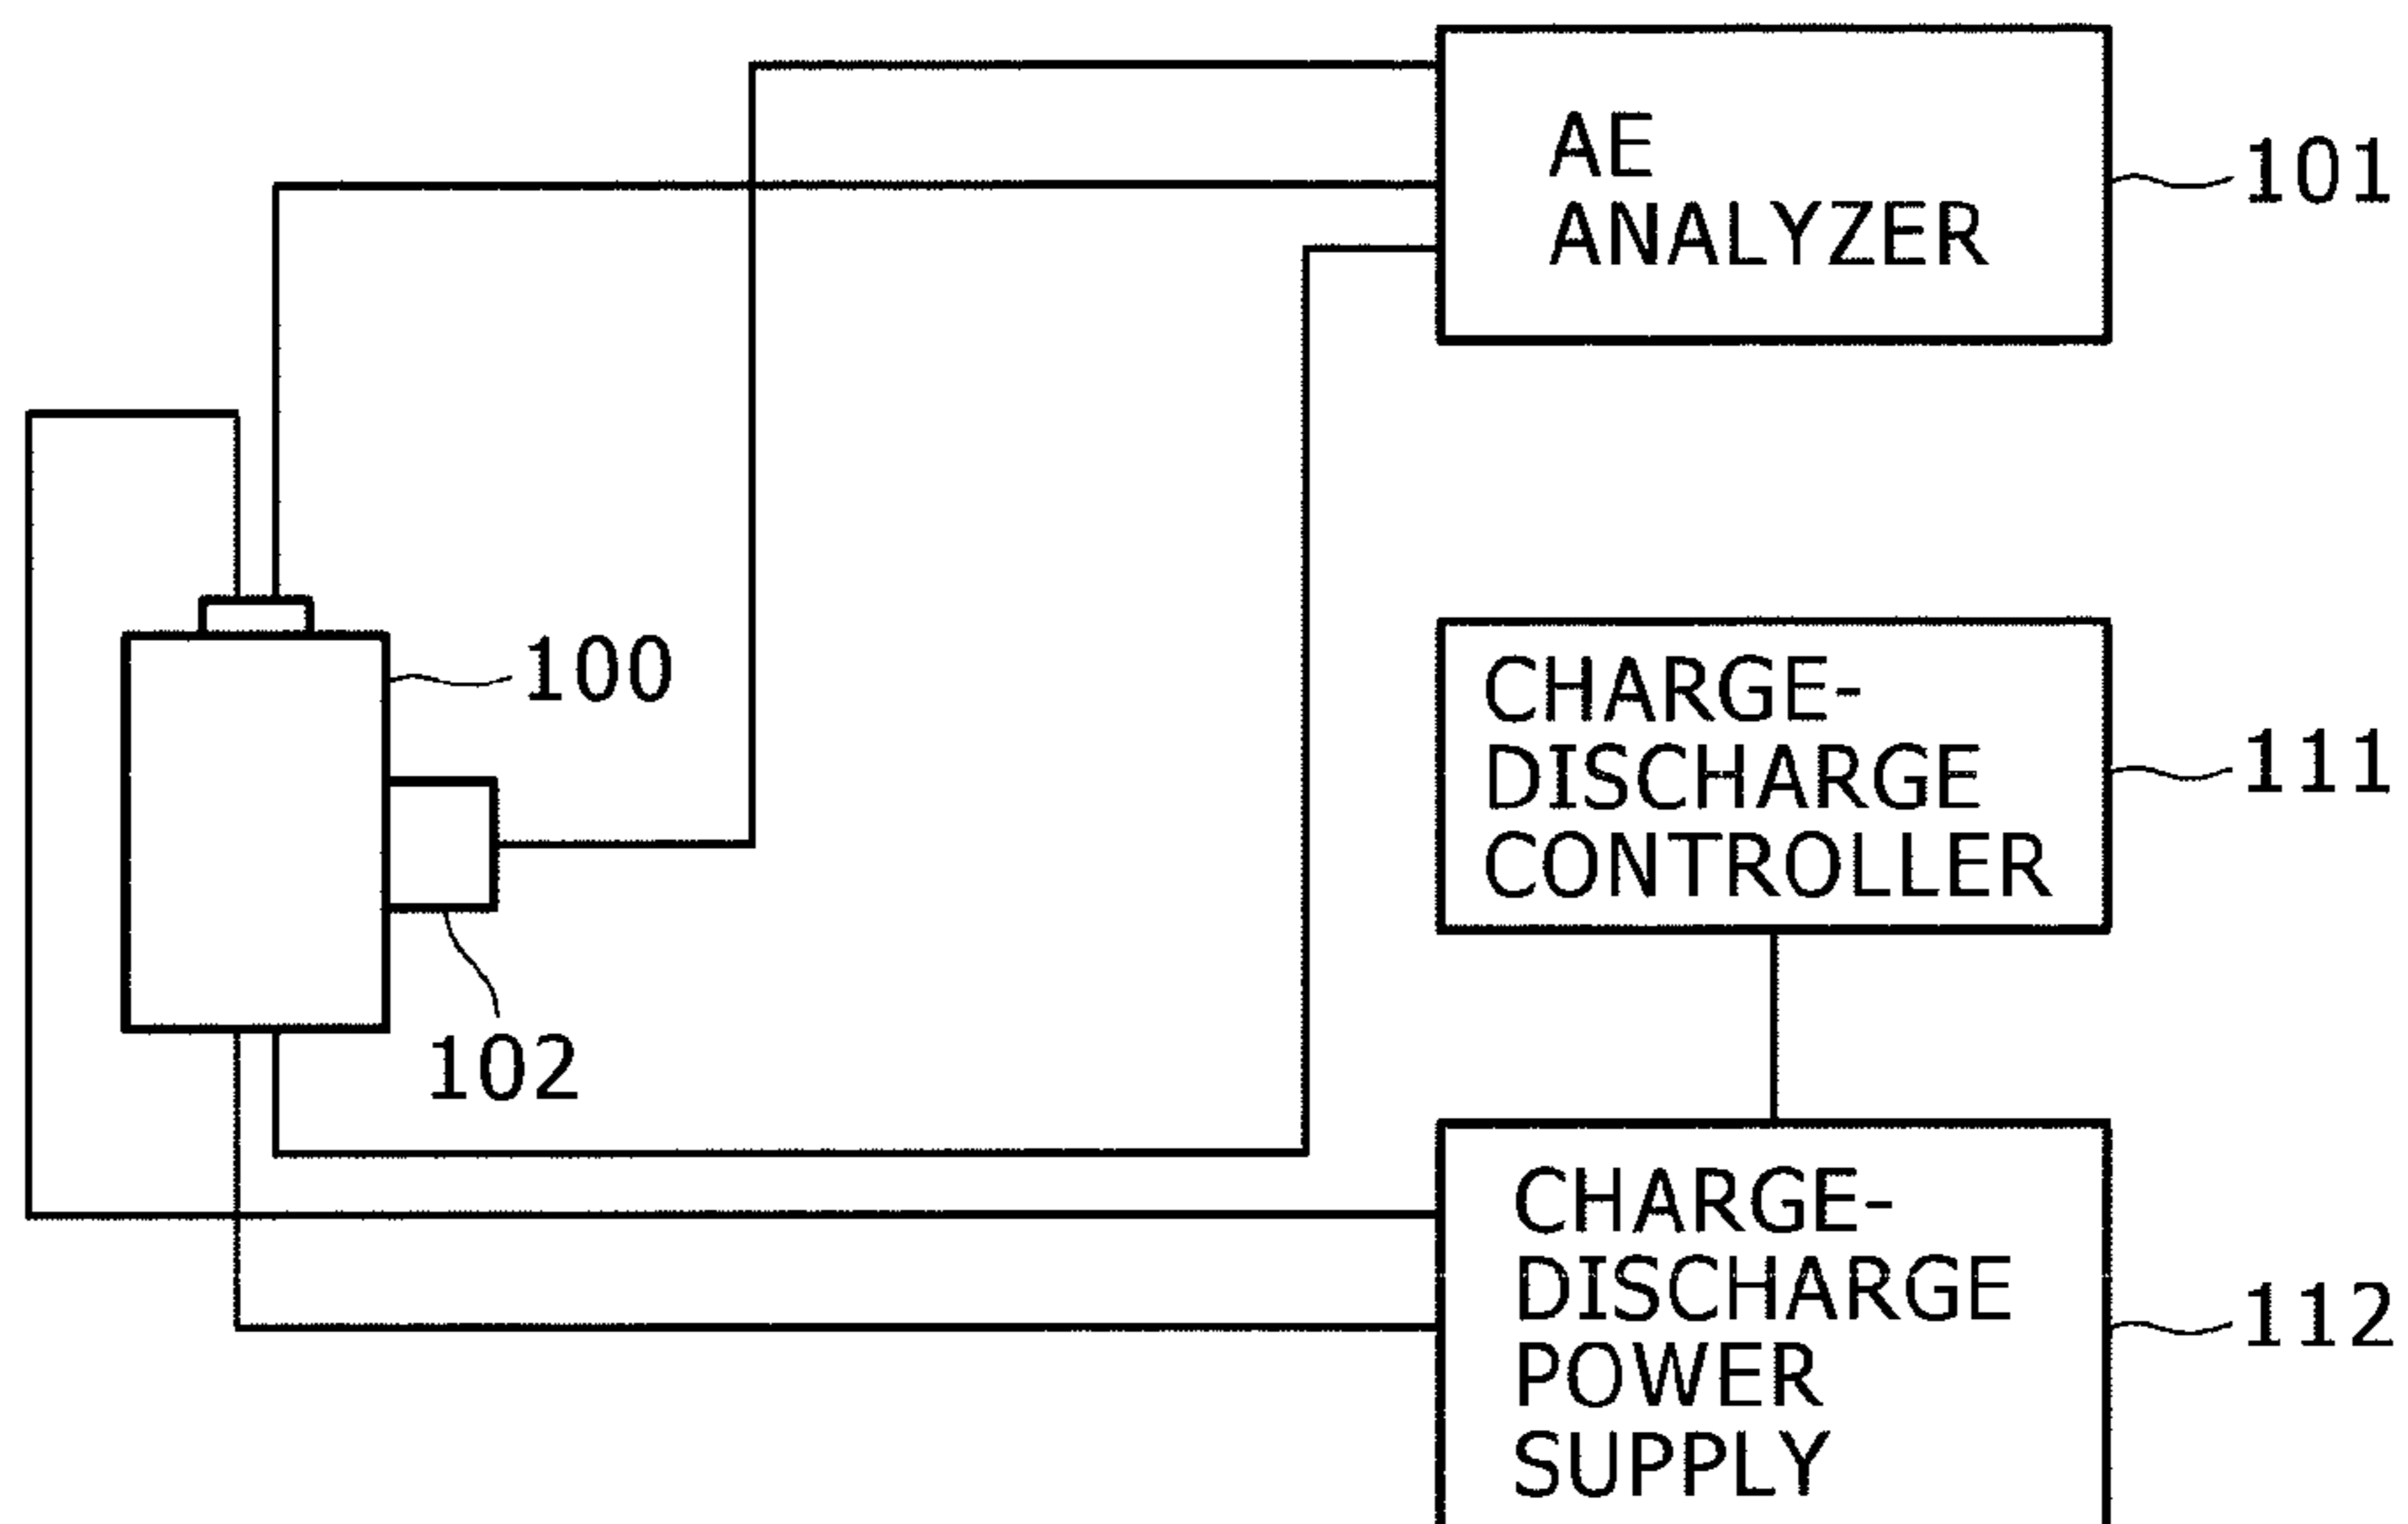 AE
ANALYZER
101
100
CHARGE-
DISCHARGE
CONTROLLER
111
102
CHARGE-
DISCHARGE
POWER
SUPPLY
112